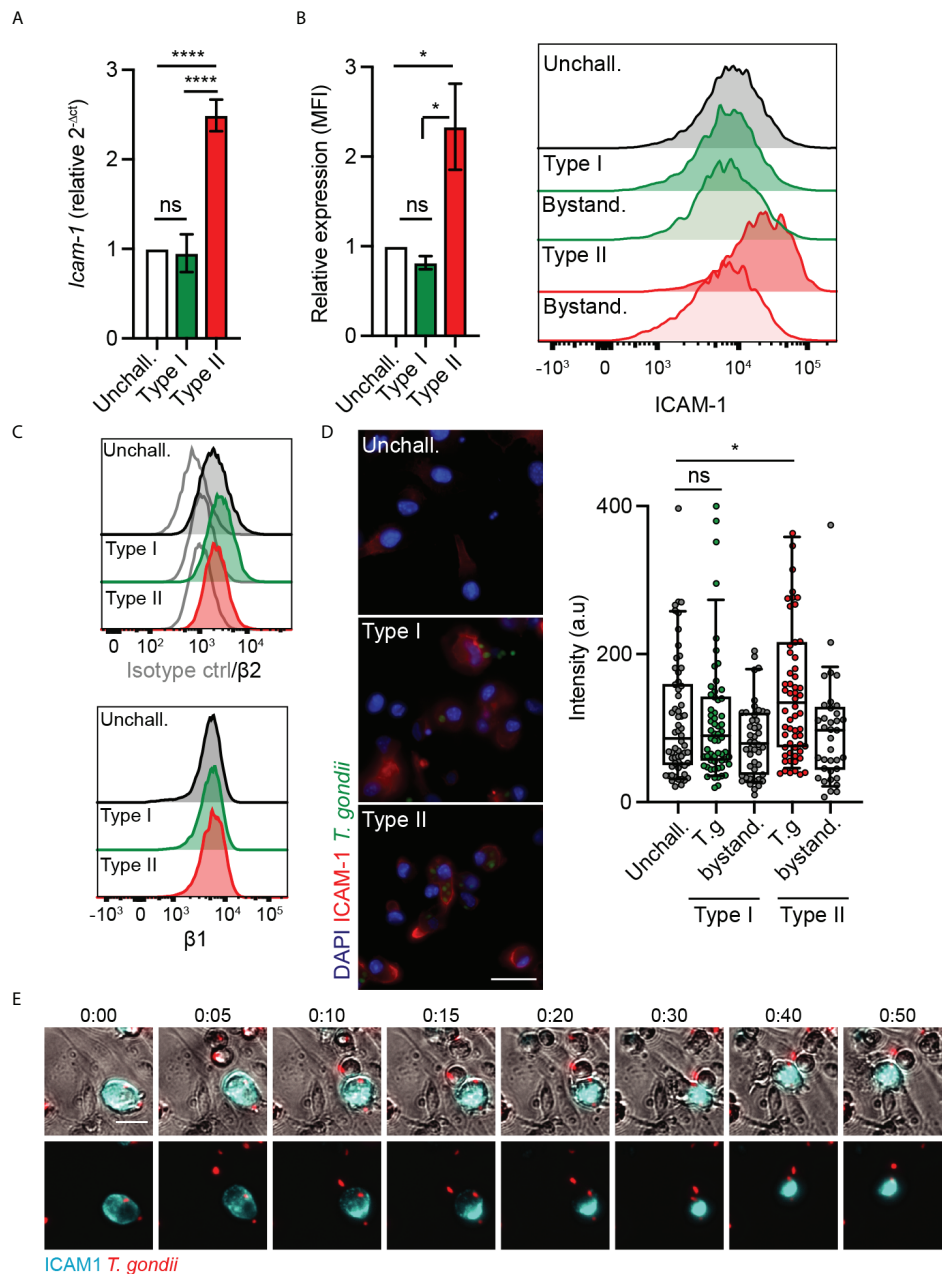 A
****
****
ns
3
2
1
0
Icam-1 (relative 2^-Δct)
Unchall.
Type I
Type II
B
*
*
ns
3
2
1
0
Relative expression (MFI)
Unchall.
Type I
Type II
Unchall.
Type I
Bystand.
Type II
Bystand.
-10³ 0 10³ 10⁴ 10⁵
ICAM-1
C
Unchall.
Type I
Type II
0 10² 10³ 10⁴
Isotype ctrl/β2
Unchall.
Type I
Type II
-10³ 0 10³ 10⁴ 10⁵
β1
D
Unchall.
Type I
Type II
DAPI ICAM-1 T. gondii
*
ns
400
200
0
Intensity (a.u)
Unchall.
T.g
bystand.
T.g
bystand.
Type I
Type II
E
0:00 0:05 0:10 0:15 0:20 0:30 0:40 0:50
ICAM1 T. gondii